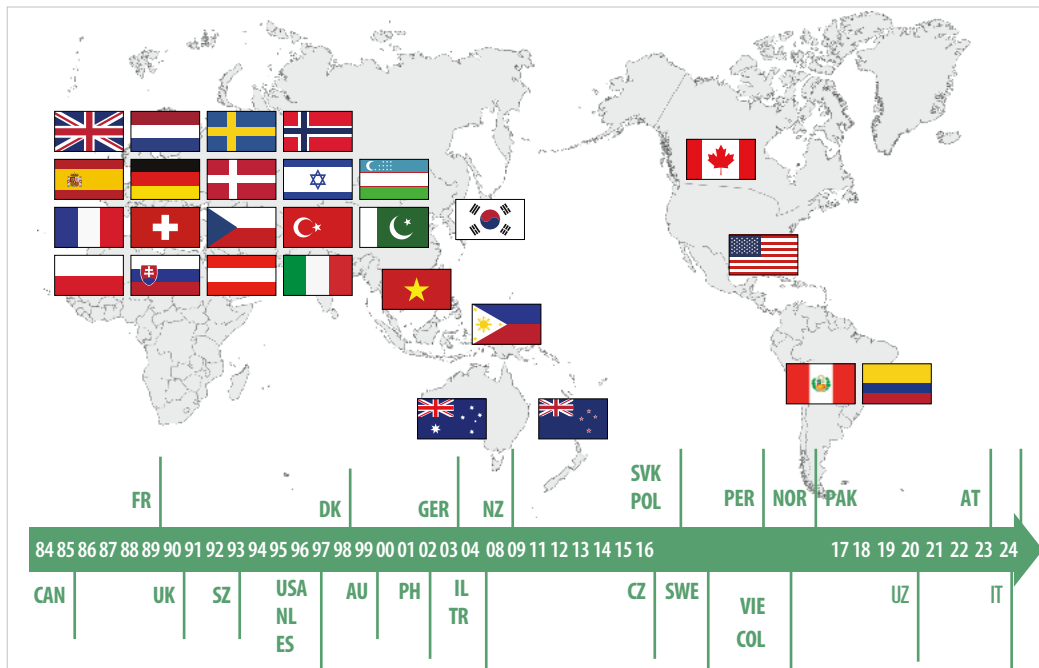 SVK
POL
FR
DK
GER
NZ
PER
NOR
PAK
AT
84 85 86 87 88 89 90 91 92 93 94 95 96 97 98 99 00 01 02 03 04 08 09 11 12 13 14 15 16 17 18 19 20 21 22 23 24
CAN
UK
SZ
USA
NL
ES
AU
PH
IL
TR
CZ
SWE
VIE
COL
UZ
IT